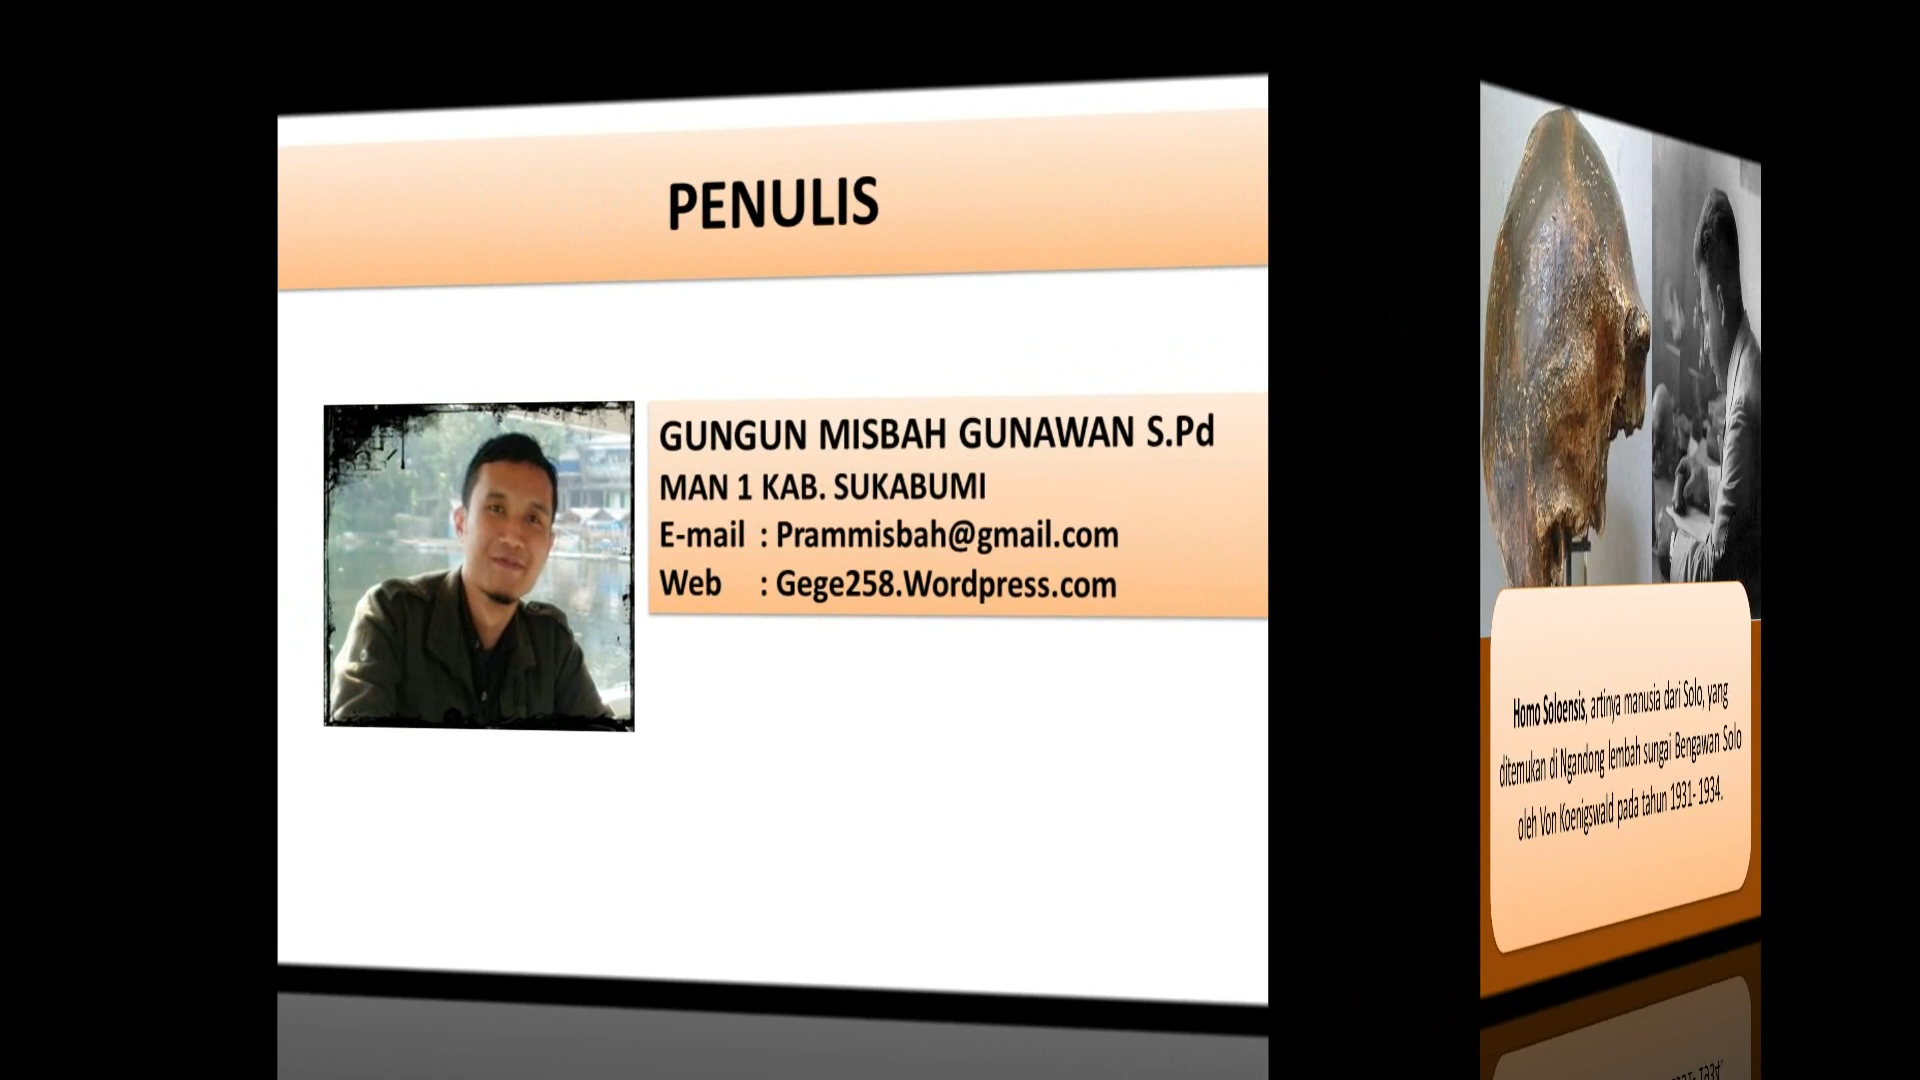 PENULIS
GUNGUN MISBAH GUNAWAN S.Pd
MAN 1 KAB. SUKABUMI
E-mail : Prammisbah@gmail.com
Web : Gege258.Wordpress.com
Homo Soloensis, artinya manusia dari Solo, yang
ditemukan di Ngandong lembah sungai Bengawan Solo
oleh Von Koenigswald pada tahun 1931- 1934.